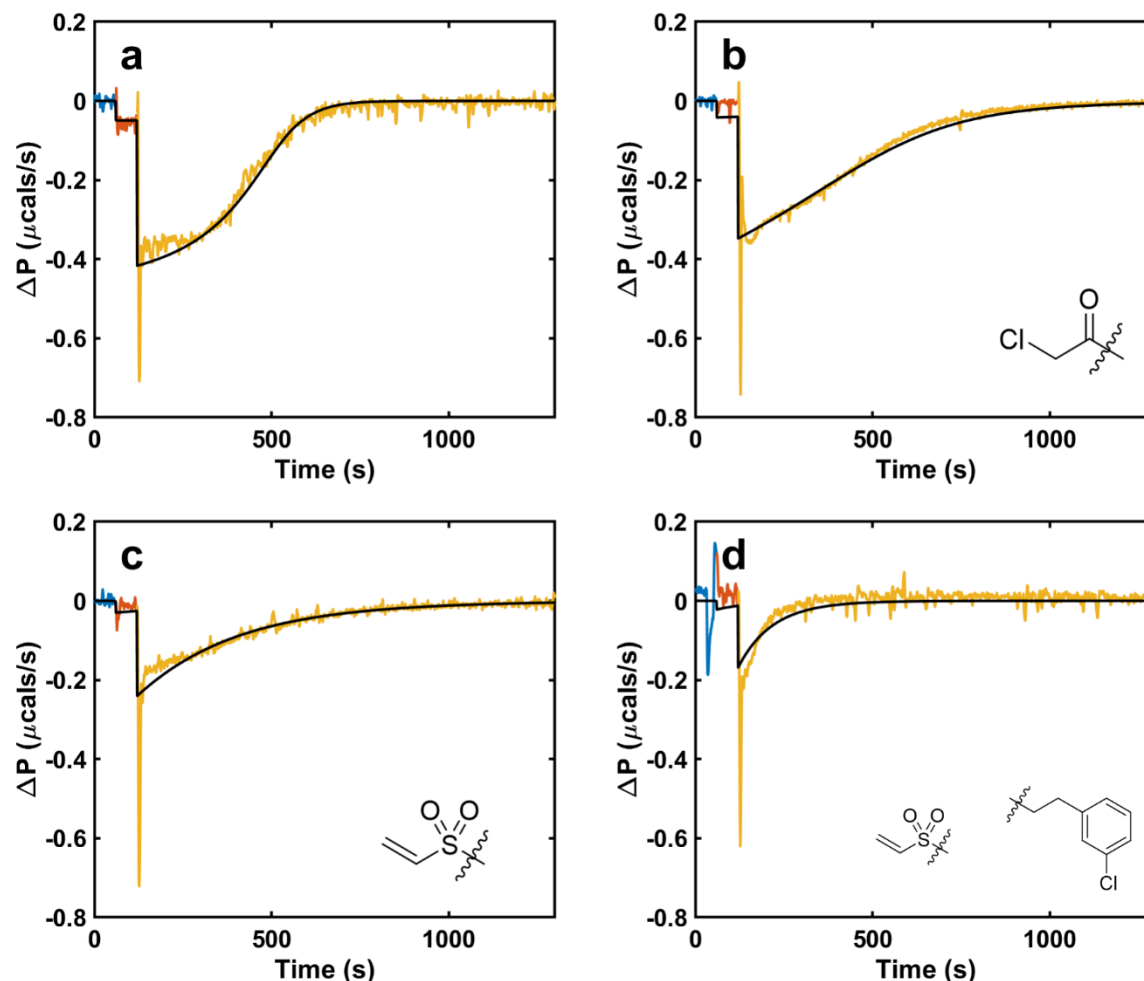 a
0.2
0
-0.2
-0.4
-0.6
-0.8
ΔP (μcals/s)
0
500
1000
Time (s)
b
0.2
0
-0.2
-0.4
-0.6
-0.8
ΔP (μcals/s)
0
500
1000
Time (s)
O
Cl
c
0.2
0
-0.2
-0.4
-0.6
-0.8
ΔP (μcals/s)
0
500
1000
Time (s)
O O
S
d
0.2
0
-0.2
-0.4
-0.6
-0.8
ΔP (μcals/s)
0
500
1000
Time (s)
O O
S
Cl